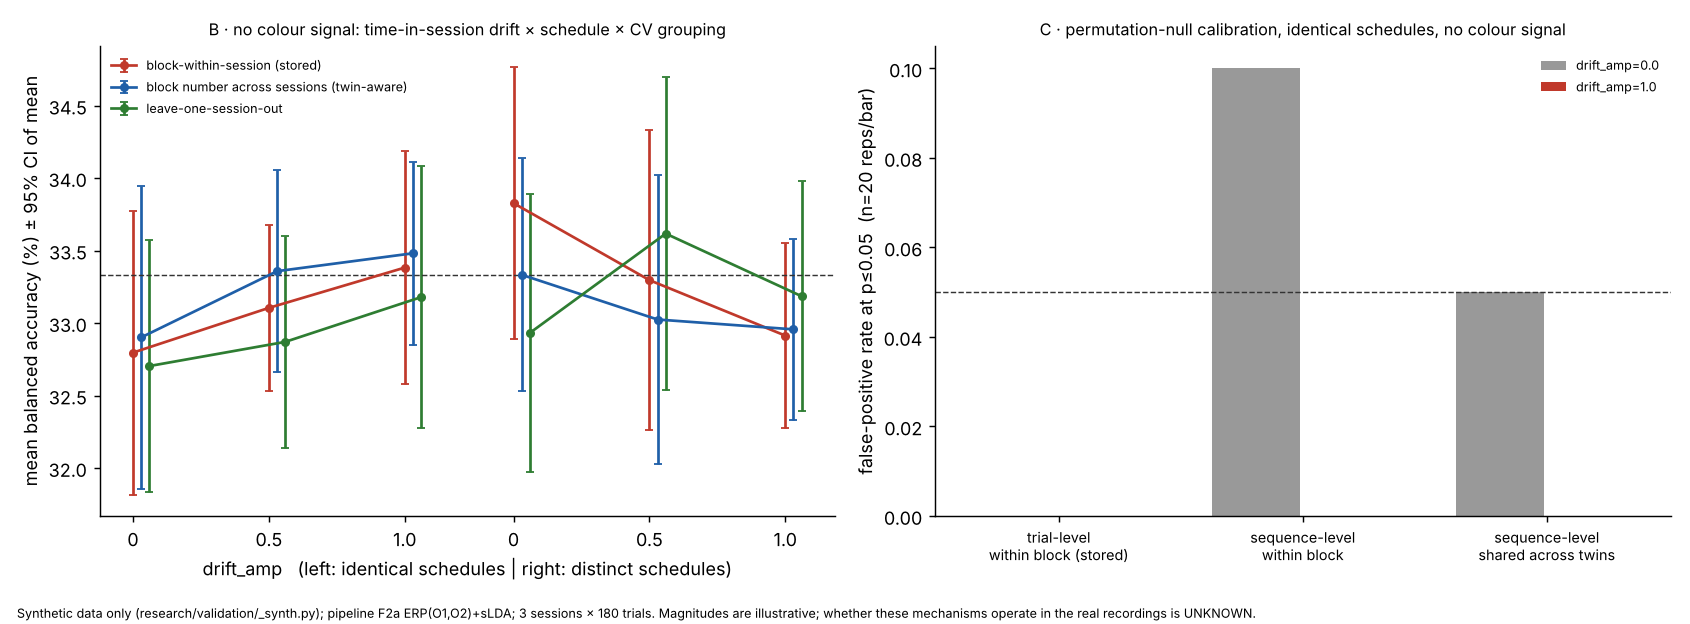 B · no colour signal: time-in-session drift × schedule × CV grouping
mean balanced accuracy (%) ± 95% CI of mean
34.5
34.0
33.5
33.0
32.5
32.0
block-within-session (stored)
block number across sessions (twin-aware)
leave-one-session-out
0
0.5
1.0
0
0.5
1.0
drift_amp (left: identical schedules | right: distinct schedules)
C · permutation-null calibration, identical schedules, no colour signal
false-positive rate at p≤0.05 (n=20 reps/bar)
0.10
0.08
0.06
0.04
0.02
0.00
drift_amp=0.0
drift_amp=1.0
trial-level
within block (stored)
sequence-level
within block
sequence-level
shared across twins
Synthetic data only (research/validation/_synth.py); pipeline F2a ERP(O1,O2)+sLDA; 3 sessions × 180 trials. Magnitudes are illustrative; whether these mechanisms operate in the real recordings is UNKNOWN.